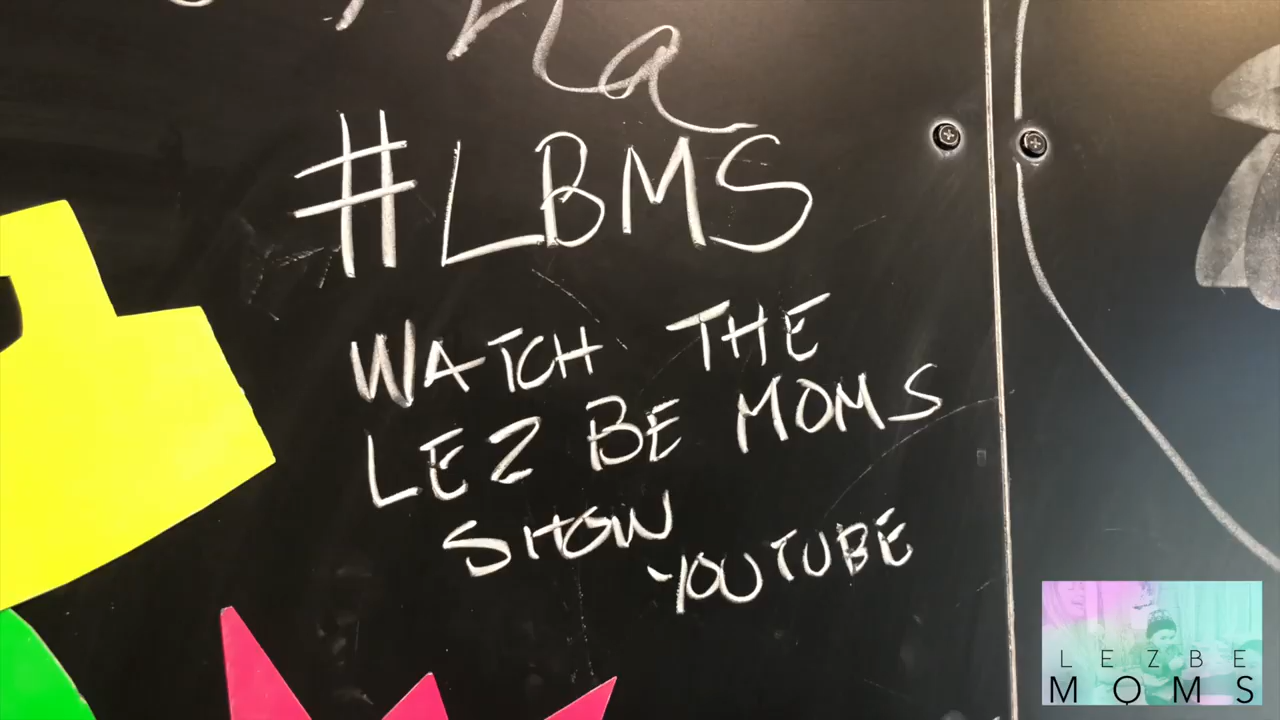 #LBMS
WATCH THE
LEZ BE MOMS
SHOW
YOUTUBE
LEZBE
MOMS